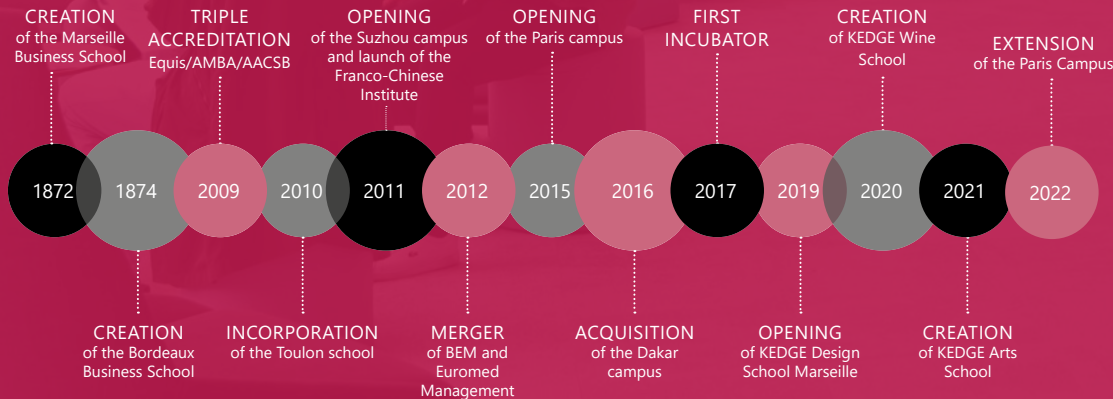 CREATION
of the Marseille
Business School
TRIPLE
ACCREDITATION
Equis/AMBA/AACSB
OPENING
of the Suzhou campus
and launch of the
Franco-Chinese
Institute
OPENING
of the Paris campus
FIRST
INCUBATOR
CREATION
of KEDGE Wine
School
EXTENSION
of the Paris Campus
1872
1874
2009
2010
2011
2012
2015
2016
2017
2019
2020
2021
2022
CREATION
of the Bordeaux
Business School
INCORPORATION
of the Toulon school
MERGER
of BEM and
Euromed
Management
ACQUISITION
of the Dakar
campus
OPENING
of KEDGE Design
School Marseille
CREATION
of KEDGE Arts
School